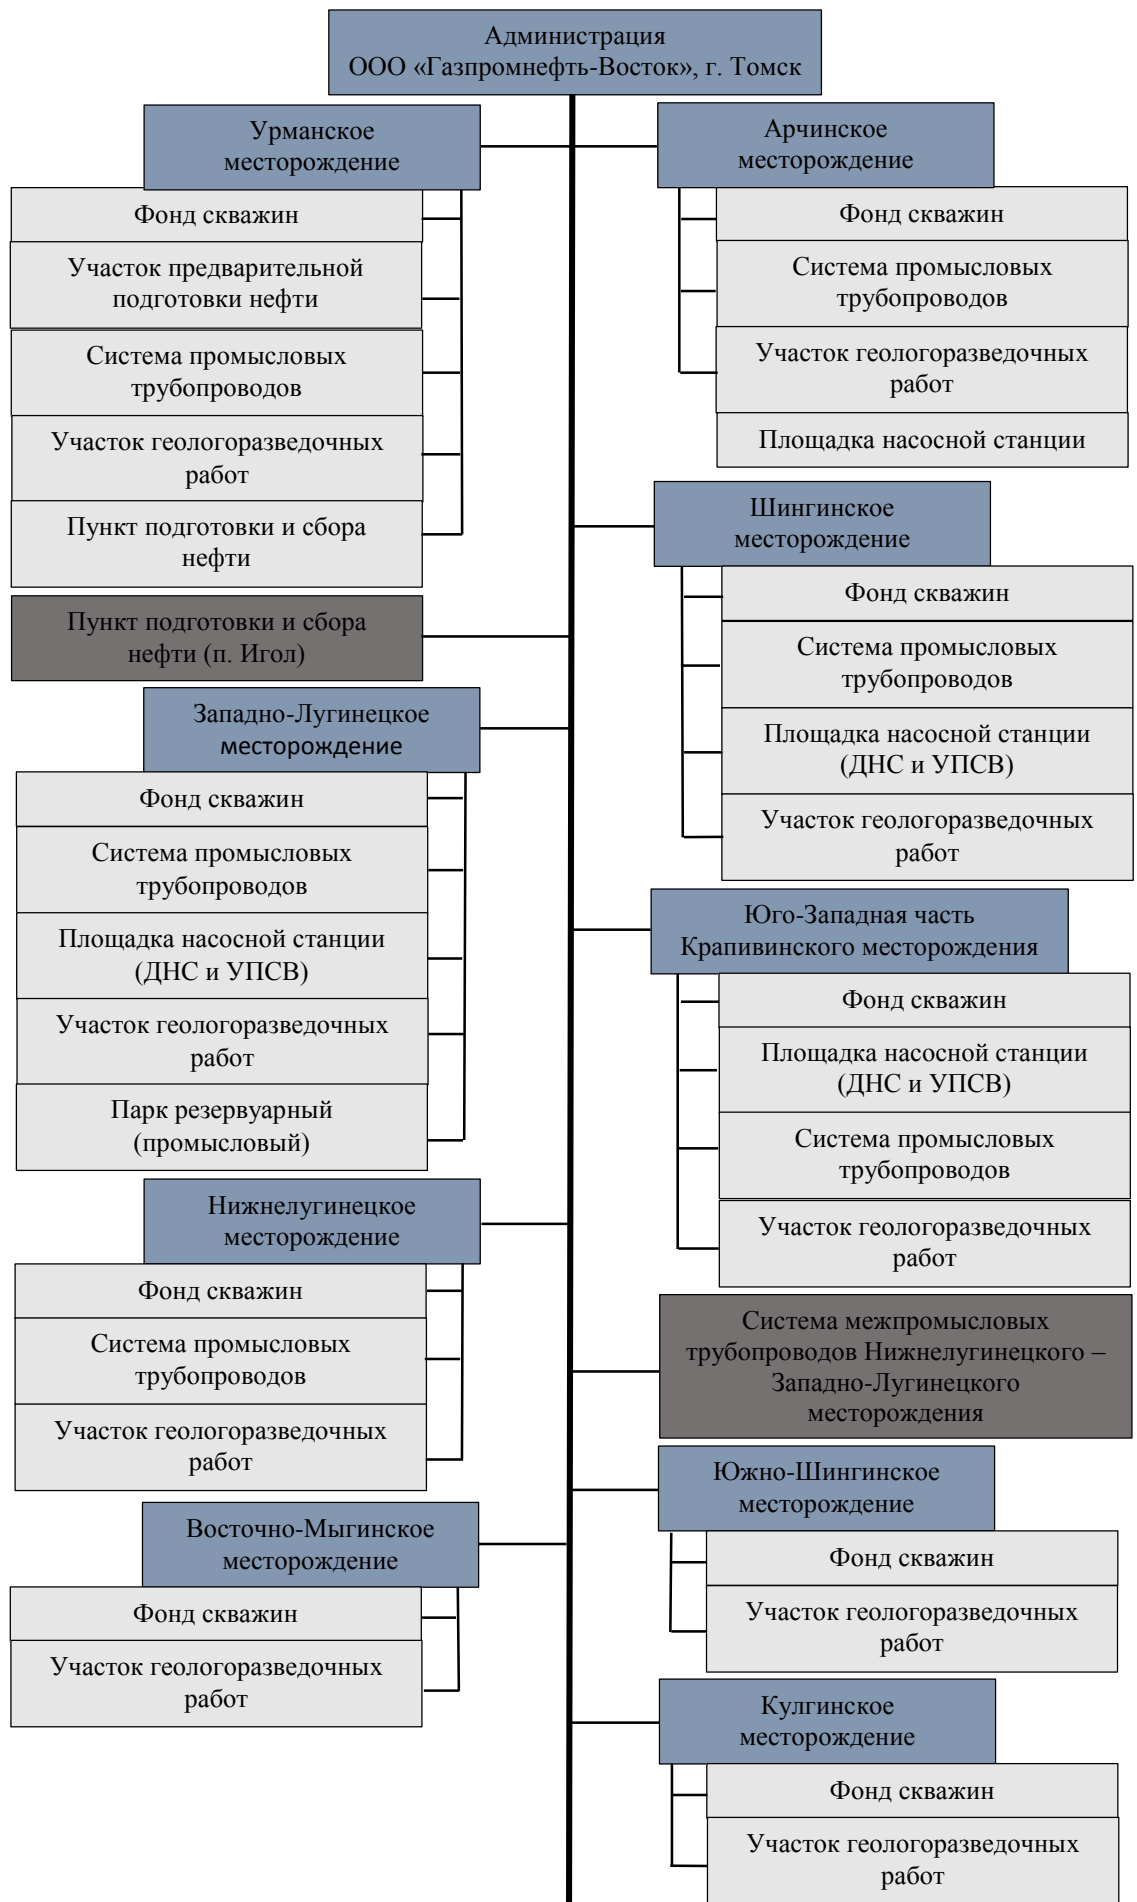 Администрация
ООО «Газпромнефть-Восток», г. Томск
Урманское
месторождение
Фонд скважин
Участок предварительной
подготовки нефти
Система промысловых
трубопроводов
Участок геологоразведочных
работ
Пункт подготовки и сбора
нефти
Пункт подготовки и сбора
нефти (п. Игол)
Западно-Лугинецкое
месторождение
Фонд скважин
Система промысловых
трубопроводов
Площадка насосной станции
(ДНС и УПСВ)
Участок геологоразведочных
работ
Парк резервуарный
(промысловый)
Нижнелугинецкое
месторождение
Фонд скважин
Система промысловых
трубопроводов
Участок геологоразведочных
работ
Восточно-Мыгинское
месторождение
Фонд скважин
Участок геологоразведочных
работ
Арчинское
месторождение
Фонд скважин
Система промысловых
трубопроводов
Участок геологоразведочных
работ
Площадка насосной станции
Шингинское
месторождение
Фонд скважин
Система промысловых
трубопроводов
Площадка насосной станции
(ДНС и УПСВ)
Участок геологоразведочных
работ
Юго-Западная часть
Крапивинского месторождения
Фонд скважин
Площадка насосной станции
(ДНС и УПСВ)
Система промысловых
трубопроводов
Участок геологоразведочных
работ
Система межпромысловых
трубопроводов Нижнелугинецкого –
Западно-Лугинецкого
месторождения
Южно-Шингинское
месторождение
Фонд скважин
Участок геологоразведочных
работ
Кулгинское
месторождение
Фонд скважин
Участок геологоразведочных
работ